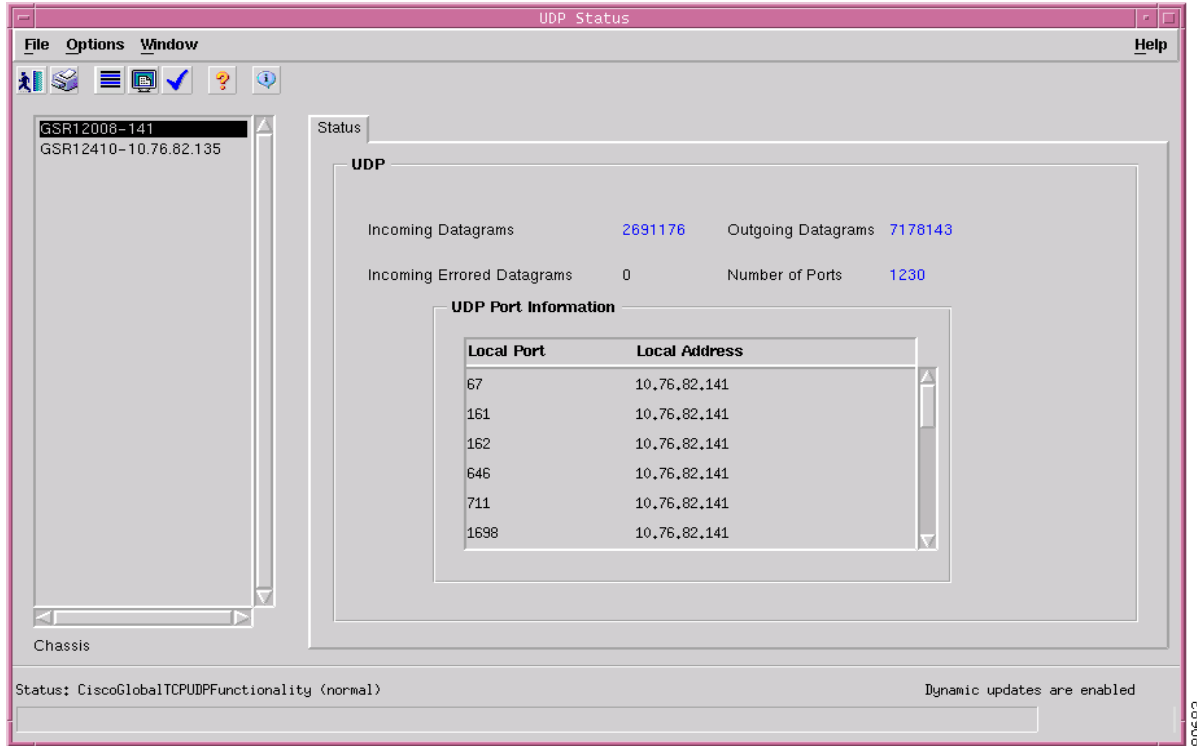 UDP Status
File Options Window Help
GSR12008-141
GSR12410-10.76.82.135
Chassis
Status
UDP
Incoming Datagrams 2691176 Outgoing Datagrams 7178143
Incoming Errored Datagrams 0 Number of Ports 1230
UDP Port Information
Local Port Local Address
67 10.76.82.141
161 10.76.82.141
162 10.76.82.141
646 10.76.82.141
711 10.76.82.141
1698 10.76.82.141
Status: CiscoGlobalTCPUDPFunctionality (normal) Dynamic updates are enabled